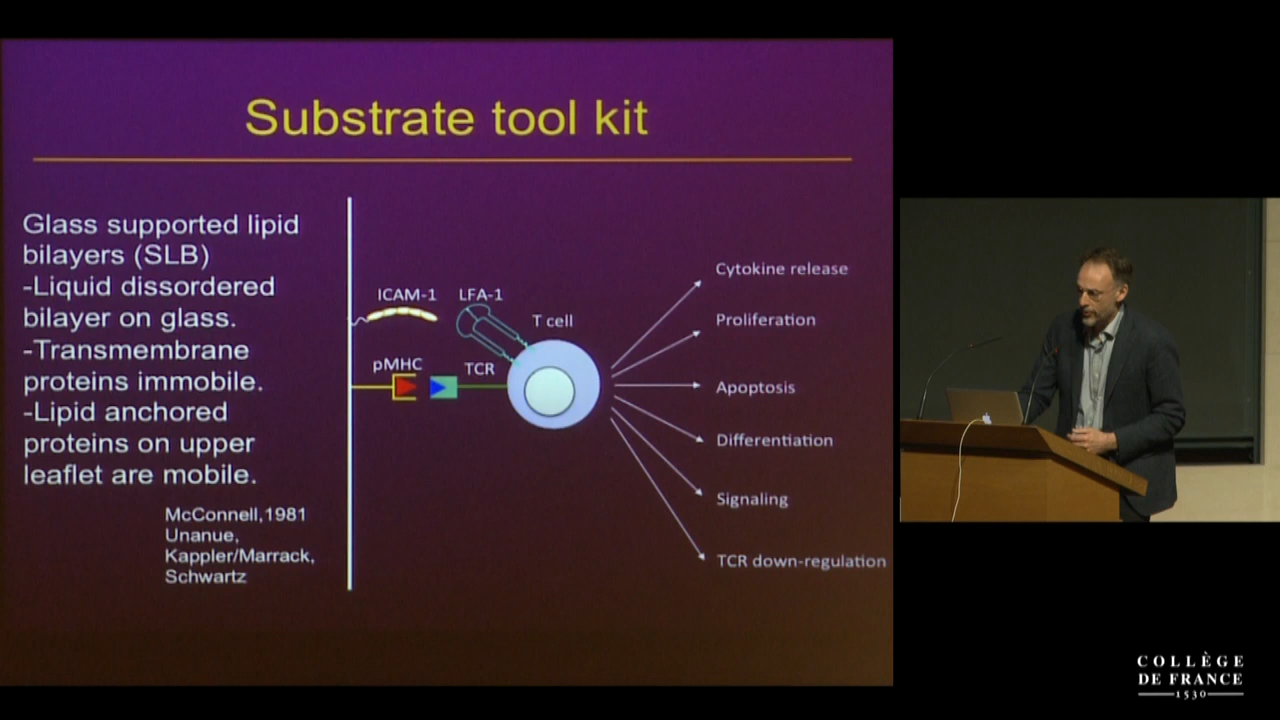 Substrate tool kit
Glass supported lipid
bilayers (SLB)
-Liquid dissordered
bilayer on glass.
-Transmembrane
proteins immobile.
-Lipid anchored
proteins on upper
leaflet are mobile.
McConnell,1981
Unanue,
Kappler/Marrack,
Schwartz
ICAM-1
LFA-1
T cell
pMHC
TCR
Cytokine release
Proliferation
Apoptosis
Differentiation
Signaling
TCR down-regulation
COLLÈGE
DE FRANCE
1530